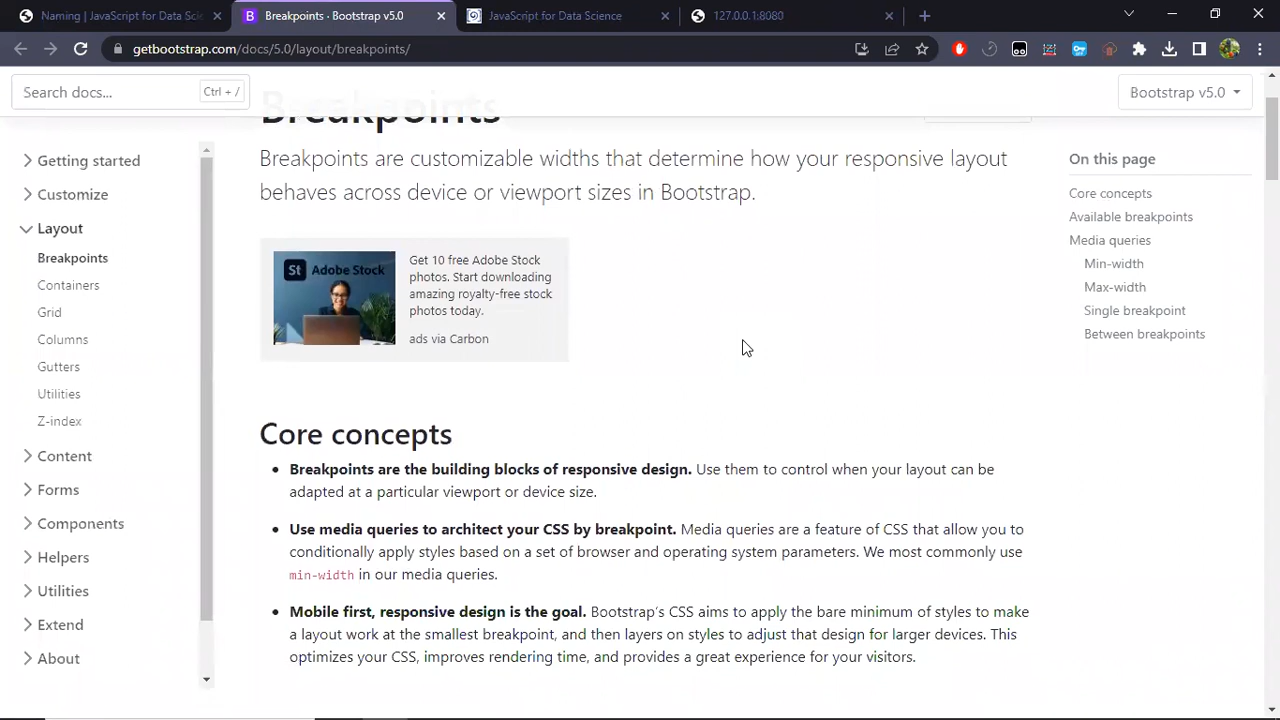 Naming | JavaScript for Data Scie
Breakpoints · Bootstrap v5.0
JavaScript for Data Science
127.0.0.1:8080
getbootstrap.com/docs/5.0/layout/breakpoints/
Search docs...
Ctrl + /
Bootstrap v5.0
Getting started
Customize
Layout
Breakpoints
Containers
Grid
Columns
Gutters
Utilities
Z-index
Content
Forms
Components
Helpers
Utilities
Extend
About
Breakpoints
Breakpoints are customizable widths that determine how your responsive layout
behaves across device or viewport sizes in Bootstrap.
St Adobe Stock
Get 10 free Adobe Stock
photos. Start downloading
amazing royalty-free stock
photos today.
ads via Carbon
Core concepts
Breakpoints are the building blocks of responsive design. Use them to control when your layout can be
adapted at a particular viewport or device size.
Use media queries to architect your CSS by breakpoint. Media queries are a feature of CSS that allow you to
conditionally apply styles based on a set of browser and operating system parameters. We most commonly use
min-width in our media queries.
Mobile first, responsive design is the goal. Bootstrap's CSS aims to apply the bare minimum of styles to make
a layout work at the smallest breakpoint, and then layers on styles to adjust that design for larger devices. This
optimizes your CSS, improves rendering time, and provides a great experience for your visitors.
On this page
Core concepts
Available breakpoints
Media queries
Min-width
Max-width
Single breakpoint
Between breakpoints